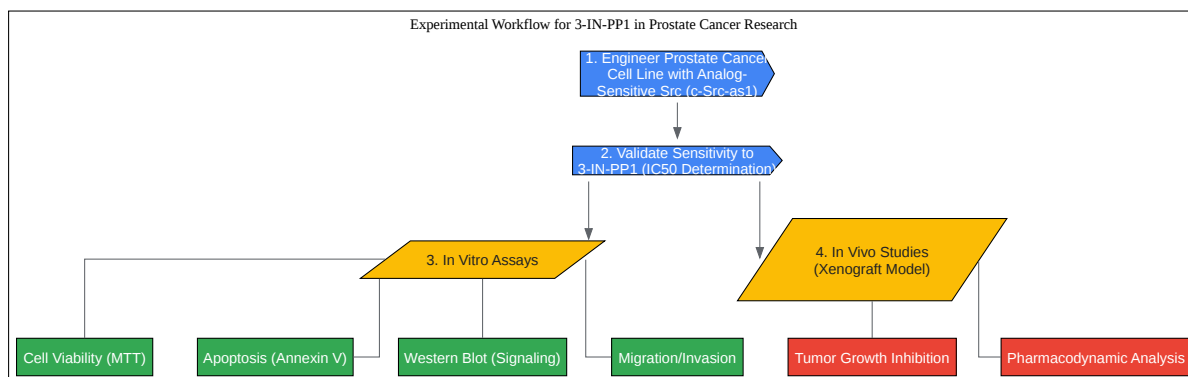 Experimental Workflow for 3-IN-PP1 in Prostate Cancer Research
1. Engineer Prostate Cancer
Cell Line with Analog-
Sensitive Src (c-Src-as1)
2. Validate Sensitivity to
3-IN-PP1 (IC50 Determination)
3. In Vitro Assays
4. In Vivo Studies
(Xenograft Model)
Cell Viability (MTT)
Apoptosis (Annexin V)
Western Blot (Signaling)
Migration/Invasion
Tumor Growth Inhibition
Pharmacodynamic Analysis